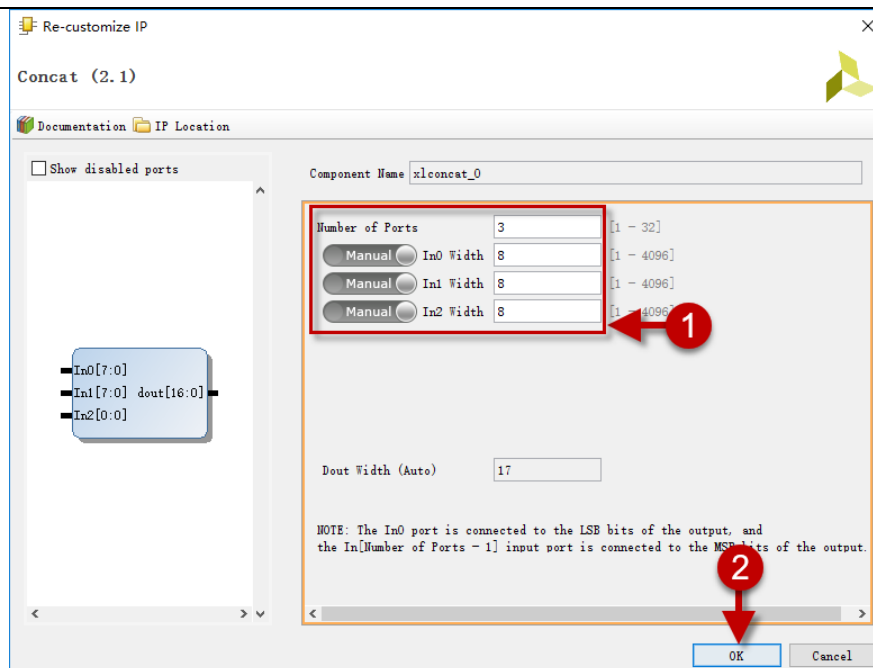 Re-customize IP
Concat (2.1)
Documentation IP Location
Show disabled ports
Component Name xlconcat_0
Number of Ports 3 [1 - 32]
Manual In0 Width 8 [1 - 4096]
Manual In1 Width 8 [1 - 4096]
Manual In2 Width 8 [1 - 4096]
1
In0[7:0]
In1[7:0] dout[16:0]
In2[0:0]
Dout Width (Auto) 17
NOTE: The In0 port is connected to the LSB bits of the output, and
the In[Number of Ports - 1] input port is connected to the MSB bits of the output.
2
OK Cancel